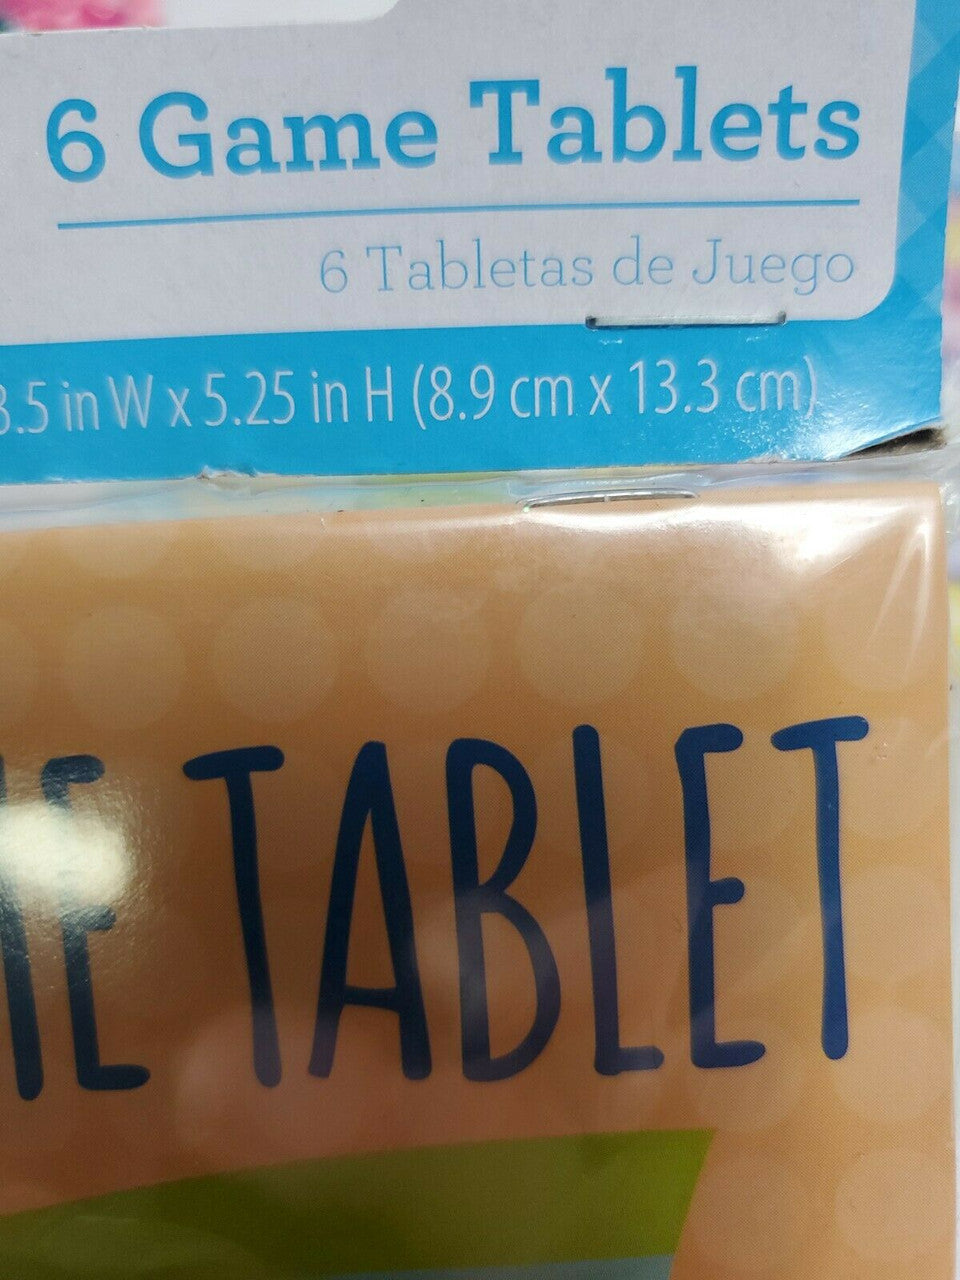 6 Game Tablets
6 Tabletas de Juego
3.5 in W x 5.25 in H (8.9 cm x 13.3 cm)
TABLET